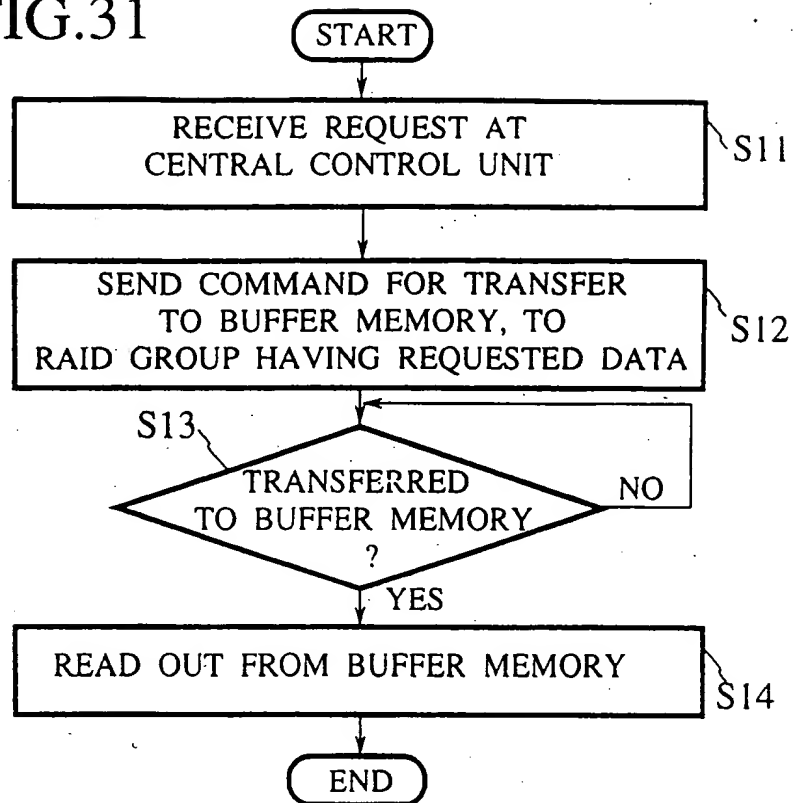 FIG.31
START
RECEIVE REQUEST AT
CENTRAL CONTROL UNIT
S11
SEND COMMAND FOR TRANSFER
TO BUFFER MEMORY, TO
RAID GROUP HAVING REQUESTED DATA
S12
S13
TRANSFERRED
TO BUFFER MEMORY
?
NO
YES
READ OUT FROM BUFFER MEMORY
S14
END